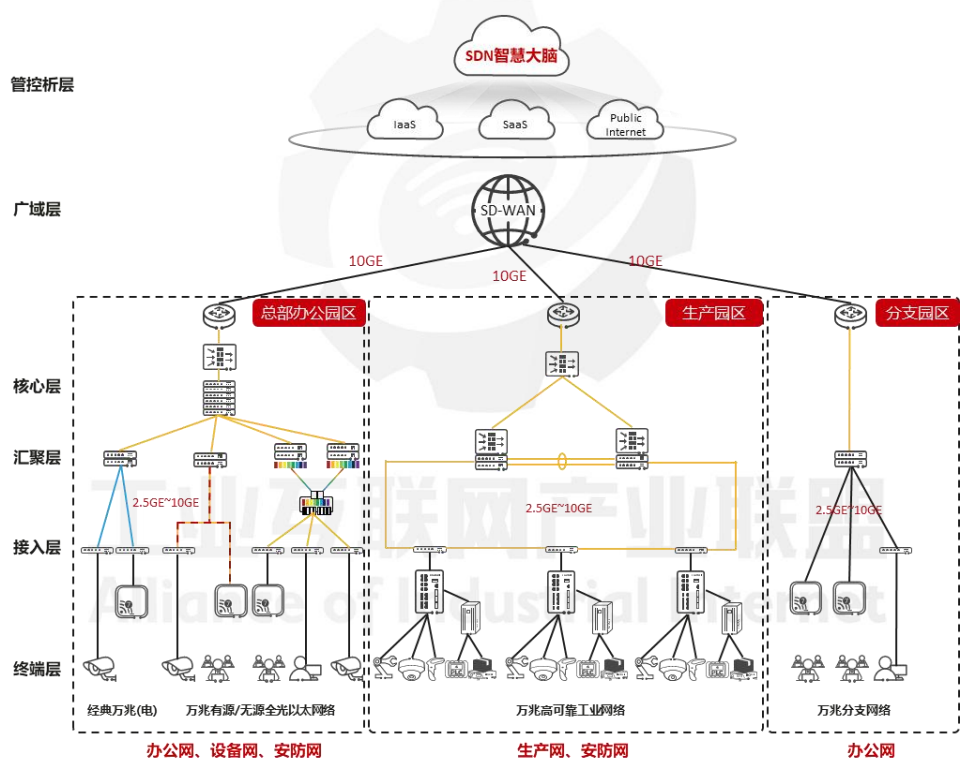 SDN智慧大脑
管控析层
IaaS
SaaS
Public
Internet
广域层
SD-WAN
10GE
10GE
10GE
总部办公园区
生产园区
分支园区
核心层
汇聚层
2.5GE~10GE
2.5GE~10GE
2.5GE~10GE
工业互联网产业联盟
接入层
Alliance of Industrial Internet
终端层
经典万兆(电)
万兆有源/无源全光以太网络
万兆高可靠工业网络
万兆分支网络
办公网、设备网、安防网
生产网、安防网
办公网